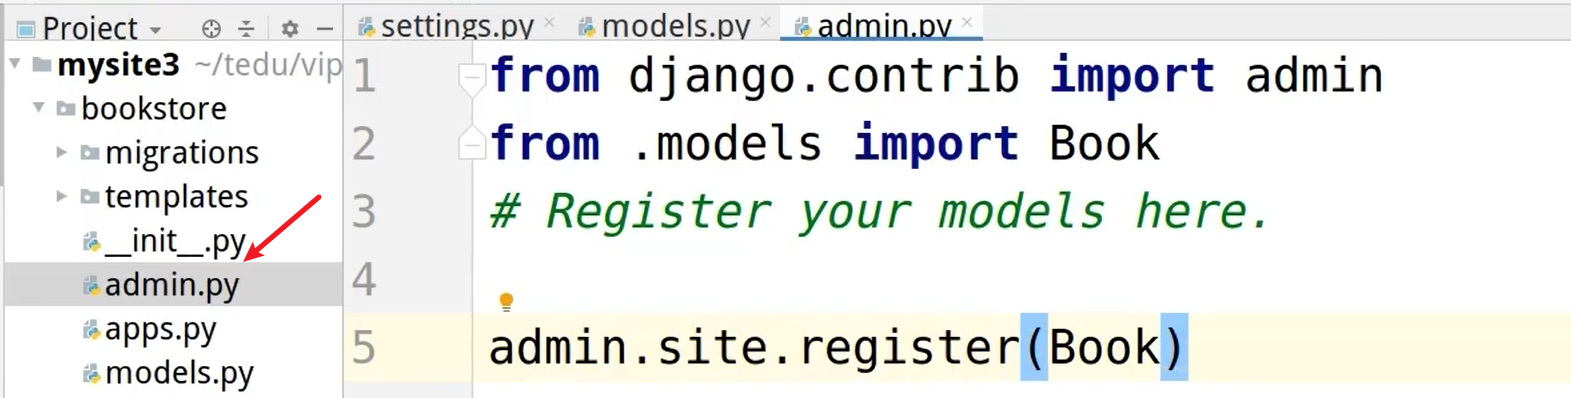 Project
settings.py
models.py
admin.py
mysite3 ~/tedu/vip
bookstore
migrations
templates
__init__.py
admin.py
apps.py
models.py
1 from django.contrib import admin
2 from .models import Book
3 # Register your models here.
4
5 admin.site.register(Book)